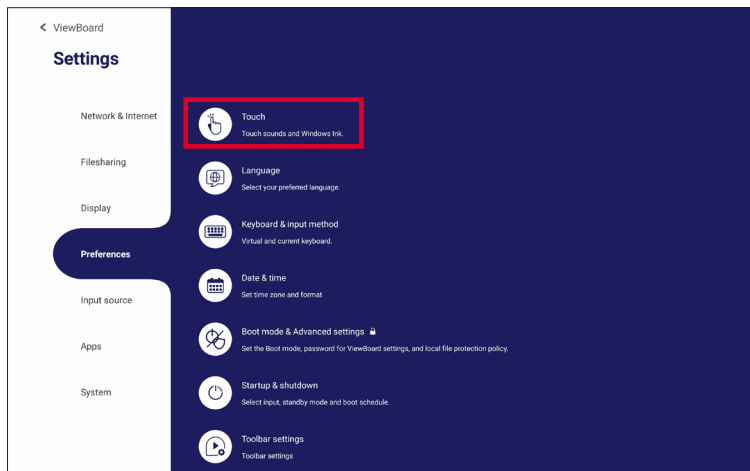 ViewBoard
Settings
Network & Internet
Filesharing
Display
Preferences
Input source
Apps
System
Touch
Touch sounds and Windows Ink.
Language
Select your preferred language.
Keyboard & input method
Virtual and current keyboard.
Date & time
Set time zone and format
Boot mode & Advanced settings
Set the Boot mode, password for ViewBoard settings, and local file protection policy.
Startup & shutdown
Select input, standby mode and boot schedule.
Toolbar settings
Toolbar settings